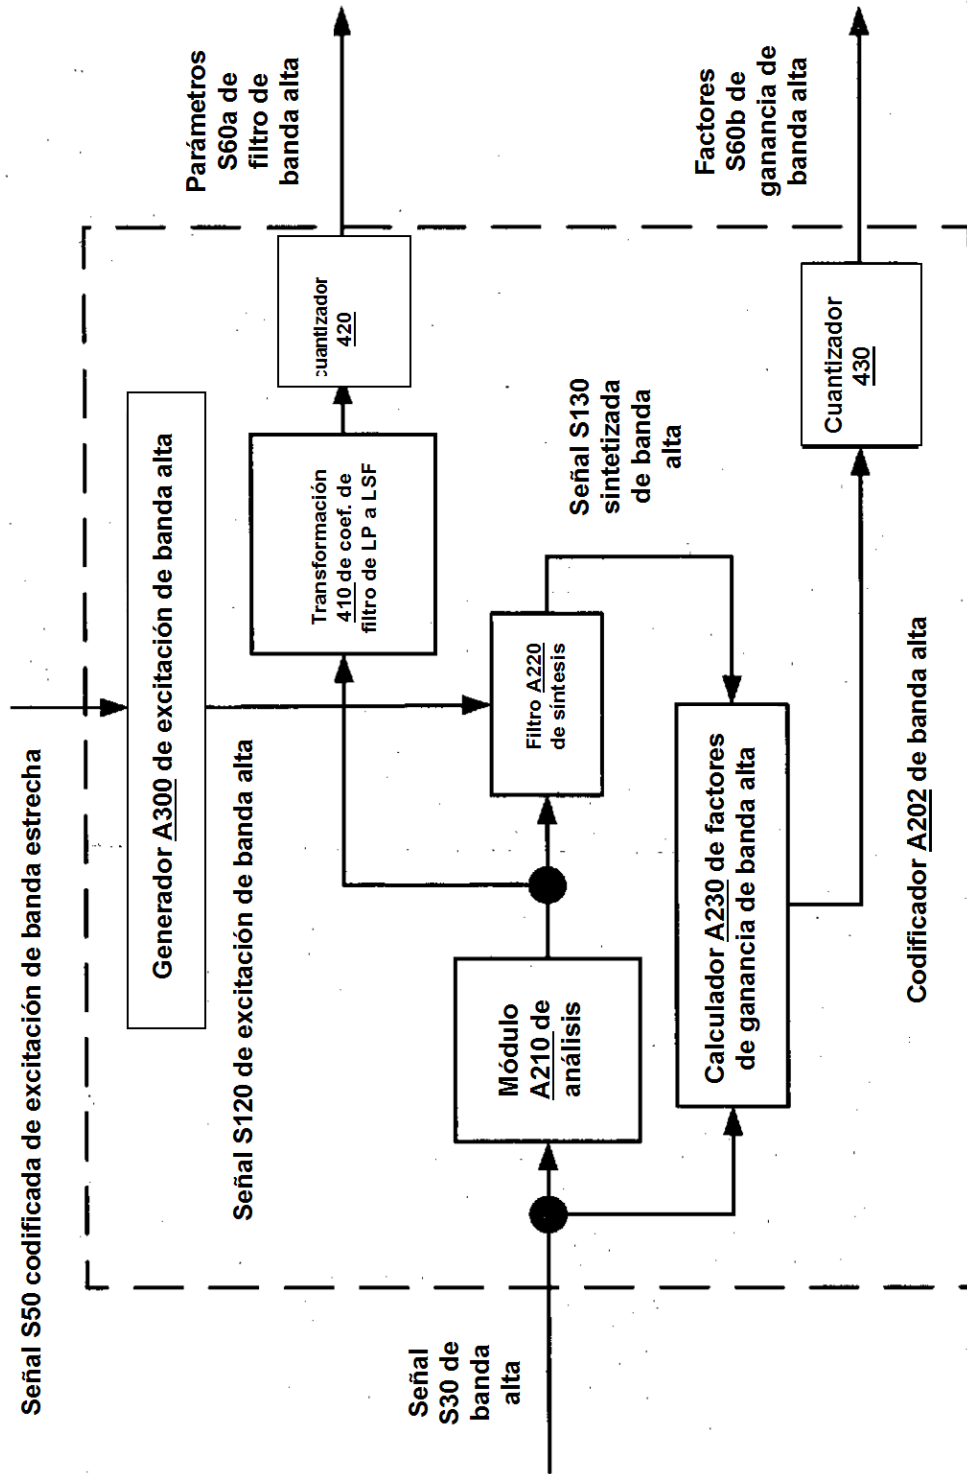 Señal S50 codificada de excitación de banda estrecha
Generador A300 de excitación de banda alta
Señal S120 de excitación de banda alta
Parámetros
S60a de
filtro de
banda alta
cuantizador
420
Transformación
410 de coef. de
filtro de LP a LSF
Señal
S30 de
banda
alta
Módulo
A210 de
análisis
Filtro A220
de síntesis
Señal S130
sintetizada
de banda
alta
Calculador A230 de factores
de ganancia de banda alta
Factores
S60b de
ganancia de
banda alta
Cuantizador
430
Codificador A202 de banda alta